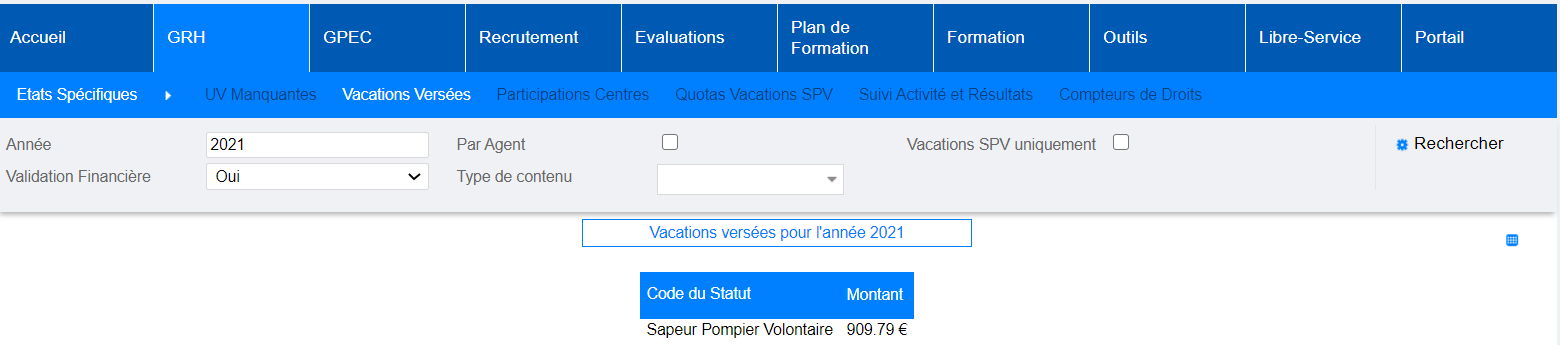 Accueil GRH GPEC Recrutement Evaluations Plan de Formation Formation Outils Libre-Service Portail
Etats Spécifiques UV Manquantes Vacations Versées Participations Centres Quotas Vacations SPV Suivi Activité et Résultats Compteurs de Droits
Année 2021 Par Agent Vacations SPV uniquement Rechercher
Validation Financière Oui Type de contenu
Vacations versées pour l'année 2021
Code du Statut Montant
Sapeur Pompier Volontaire 909.79 €